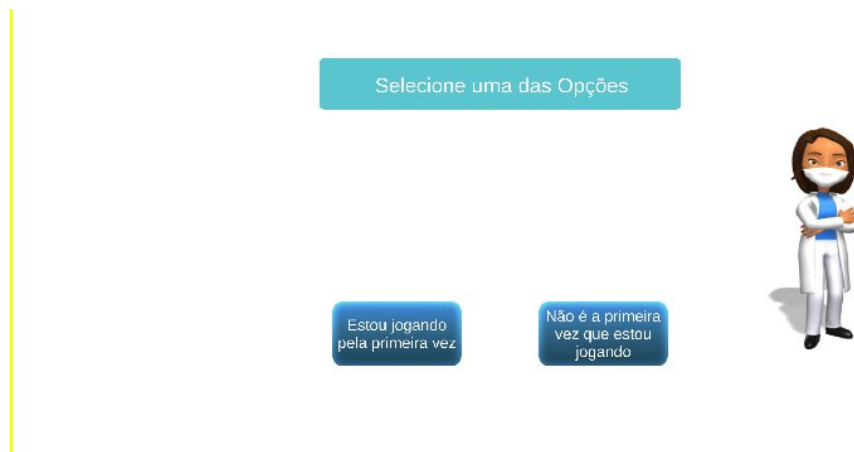 Selecione uma das Opções
Estou jogando
pela primeira vez
Não é a primeira
vez que estou
jogando